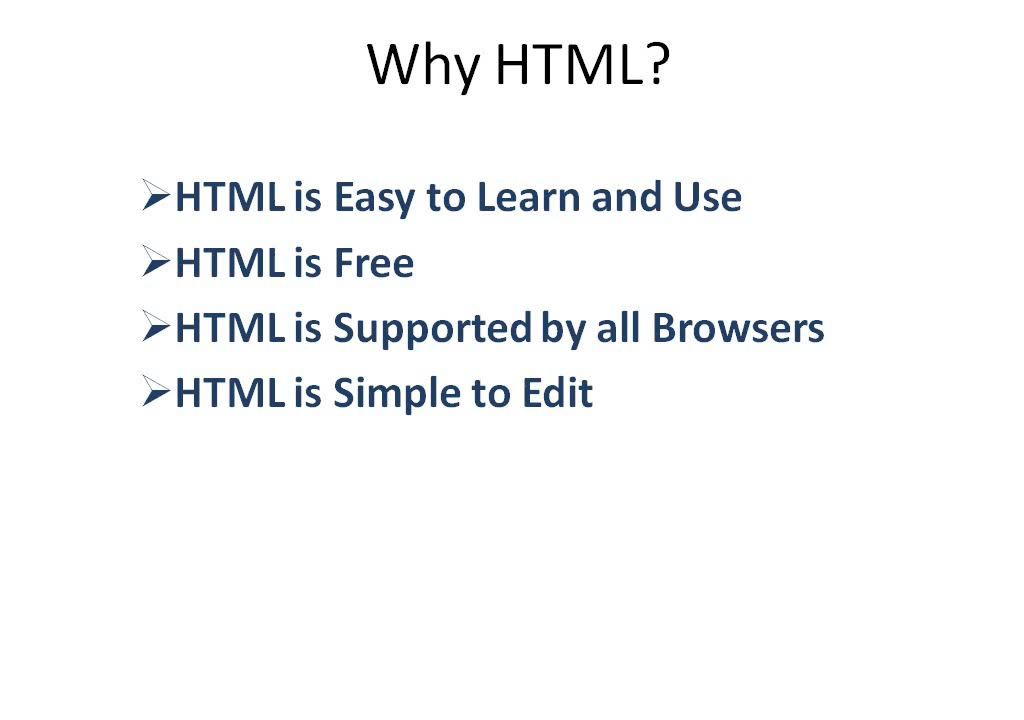 Why HTML?
➢HTML is Easy to Learn and Use
➢HTML is Free
➢HTML is Supported by all Browsers
➢HTML is Simple to Edit